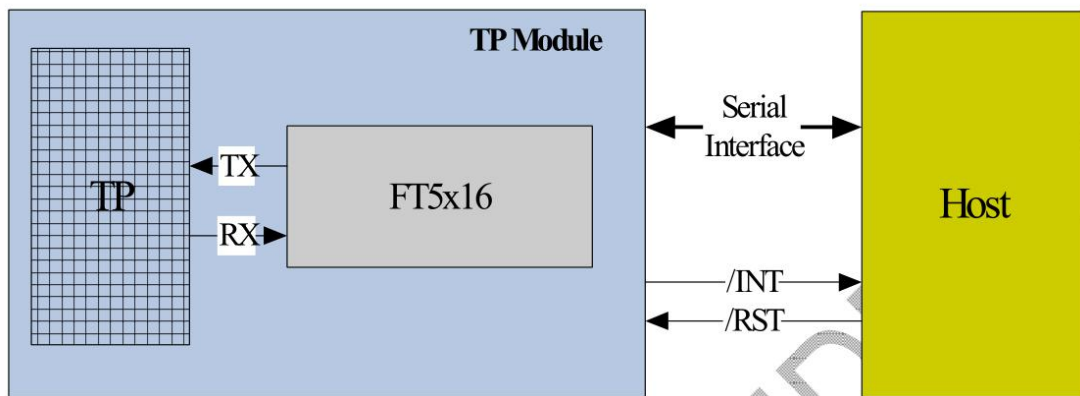 TP Module
Serial
Interface
TX
TP
FT5x16
Host
RX
/INT
/RST